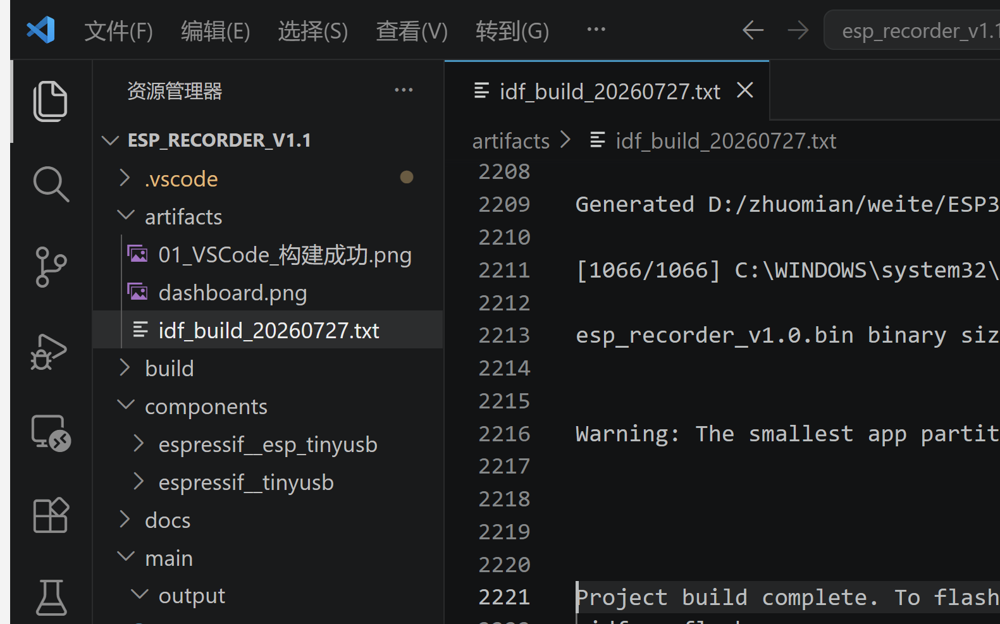 文件(F) 编辑(E) 选择(S) 查看(V) 转到(G) ··· esp_recorder_v1.1
资源管理器 ···
ESP_RECORDER_V1.1
.vscode
artifacts
01_VSCode_构建成功.png
dashboard.png
idf_build_20260727.txt
build
components
espressif__esp_tinyusb
espressif__tinyusb
docs
main
output
idf_build_20260727.txt
artifacts > idf_build_20260727.txt
2208
2209 Generated D:/zhuomian/weite/ESP3
2210
2211 [1066/1066] C:\WINDOWS\system32\
2212
2213 esp_recorder_v1.0.bin binary siz
2214
2215
2216 Warning: The smallest app partit
2217
2218
2219
2220
2221 Project build complete. To flash